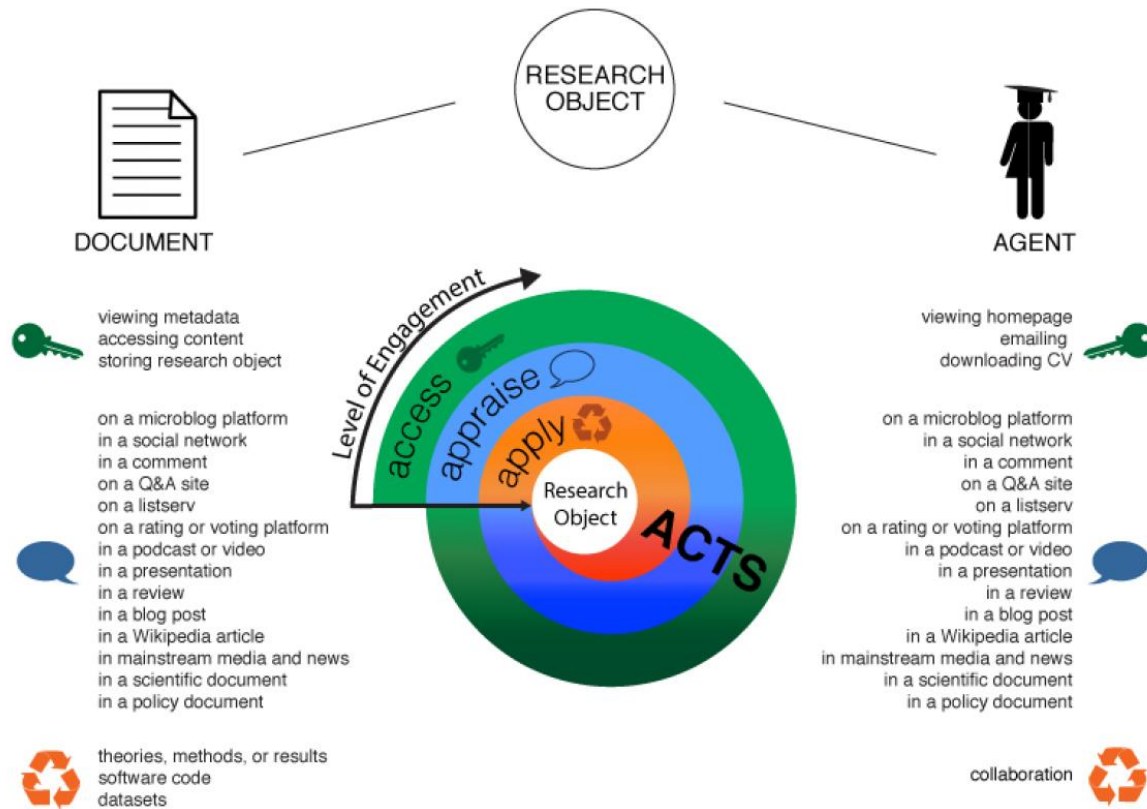 RESEARCH
OBJECT
DOCUMENT
AGENT
viewing metadata
accessing content
storing research object
on a microblog platform
in a social network
in a comment
on a Q&A site
on a listserv
on a rating or voting platform
in a podcast or video
in a presentation
in a review
in a blog post
in a Wikipedia article
in mainstream media and news
in a scientific document
in a policy document
theories, methods, or results
software code
datasets
Level of Engagement
access
appraise
apply
Research
Object
ACTS
viewing homepage
emailing
downloading CV
on a microblog platform
in a social network
in a comment
on a Q&A site
on a listserv
on a rating or voting platform
in a podcast or video
in a presentation
in a review
in a blog post
in a Wikipedia article
in mainstream media and news
in a scientific document
in a policy document
collaboration